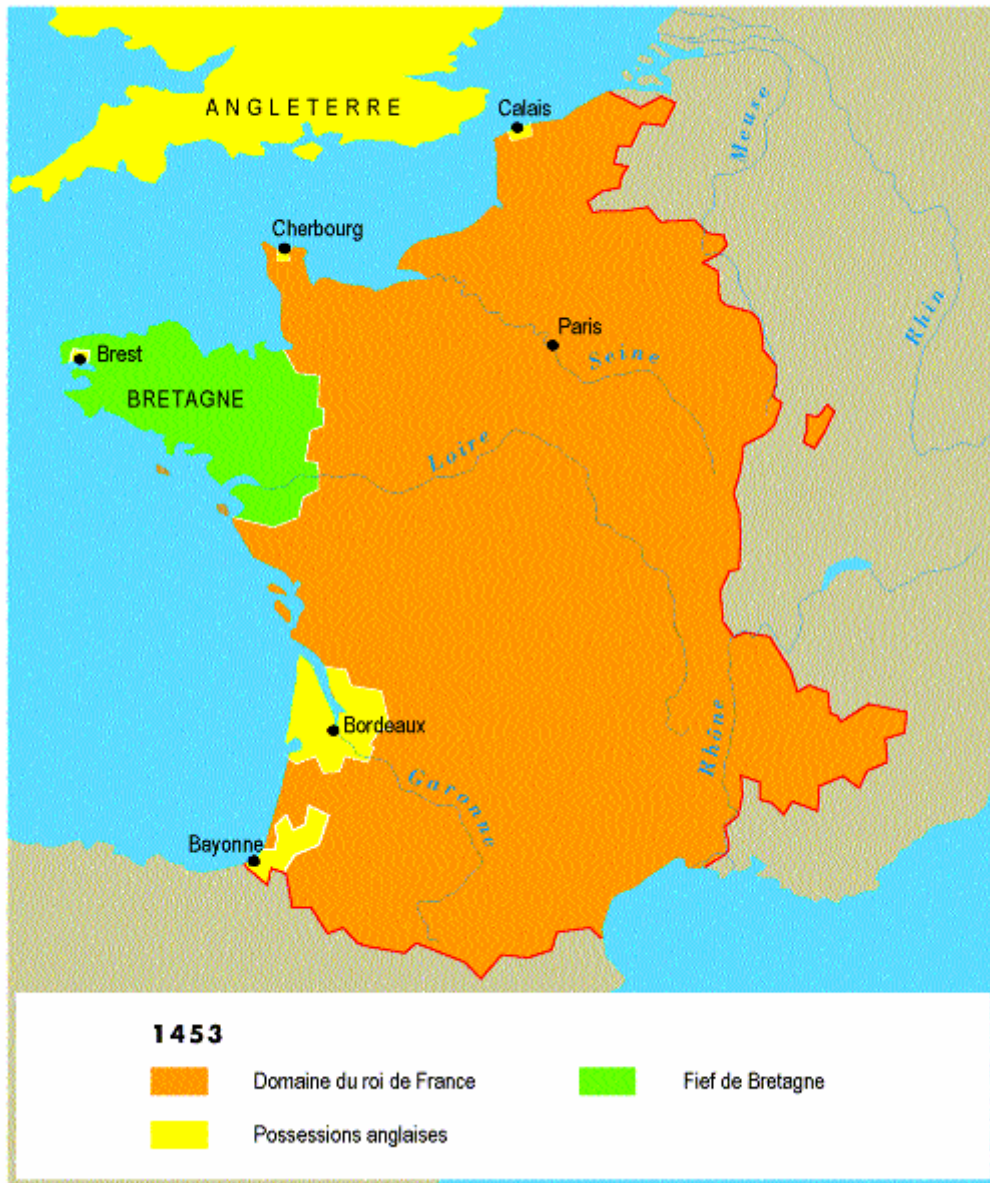 ANGLETERRE
Calais
Meuse
Cherbourg
Rhin
Paris
Seine
Brest
BRETAGNE
Loire
Rhône
Bordeaux
Garonne
Bayonne
1453
Domaine du roi de France
Fief de Bretagne
Possessions anglaises